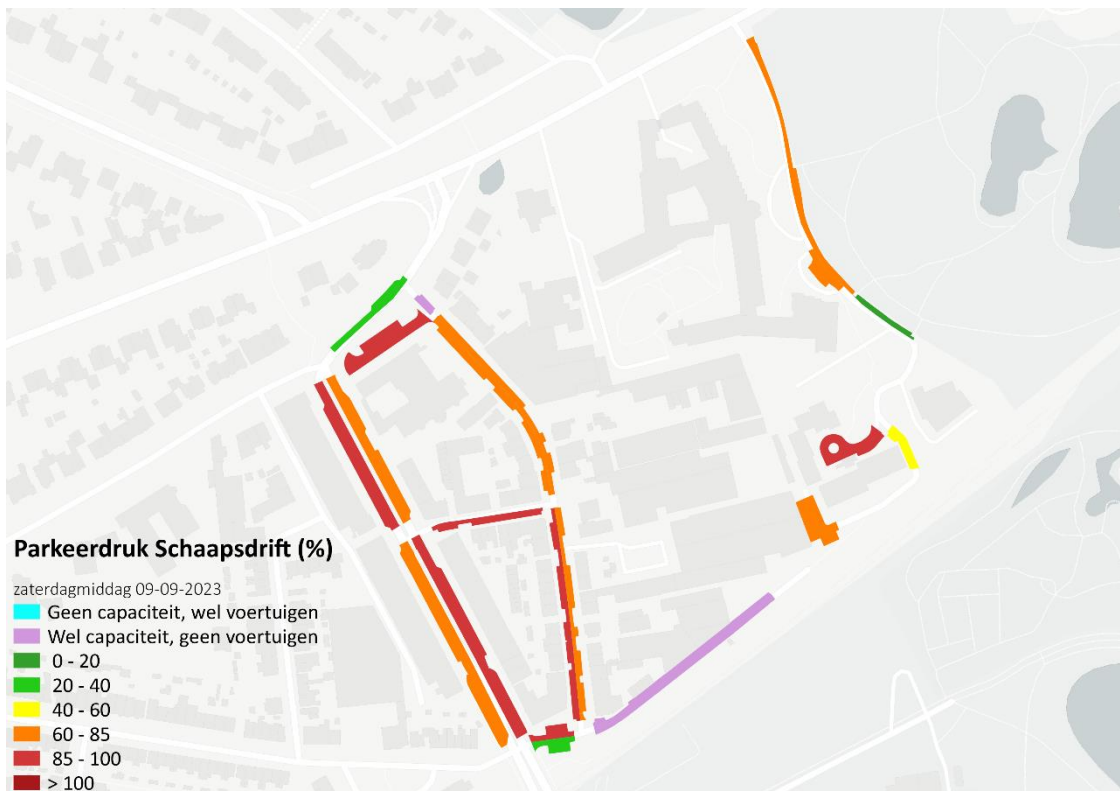 Parkeerdruk Schaapsdrift (%)
zaterdagmiddag 09-09-2023
Geen capaciteit, wel voertuigen
Wel capaciteit, geen voertuigen
0 - 20
20 - 40
40 - 60
60 - 85
85 - 100
> 100